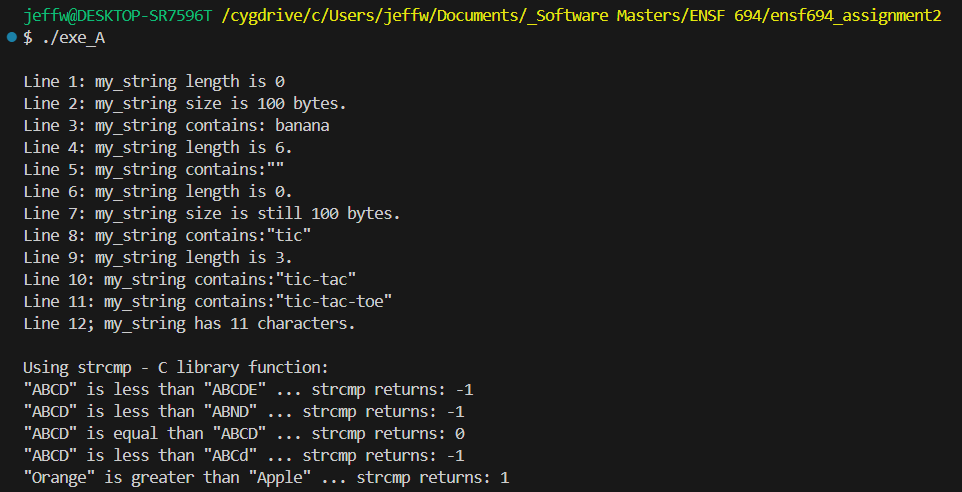 jeffw@DESKTOP-SR7596T /cygdrive/c/Users/jeffw/Documents/_Software Masters/ENSF 694/ensf694_assignment2
$ ./exe_A
Line 1: my_string length is 0
Line 2: my_string size is 100 bytes.
Line 3: my_string contains: banana
Line 4: my_string length is 6.
Line 5: my_string contains:""
Line 6: my_string length is 0.
Line 7: my_string size is still 100 bytes.
Line 8: my_string contains:"tic"
Line 9: my_string length is 3.
Line 10: my_string contains:"tic-tac"
Line 11: my_string contains:"tic-tac-toe"
Line 12; my_string has 11 characters.
Using strcmp - C library function:
"ABCD" is less than "ABCDE" ... strcmp returns: -1
"ABCD" is less than "ABND" ... strcmp returns: -1
"ABCD" is equal than "ABCD" ... strcmp returns: 0
"ABCD" is less than "ABCd" ... strcmp returns: -1
"Orange" is greater than "Apple" ... strcmp returns: 1